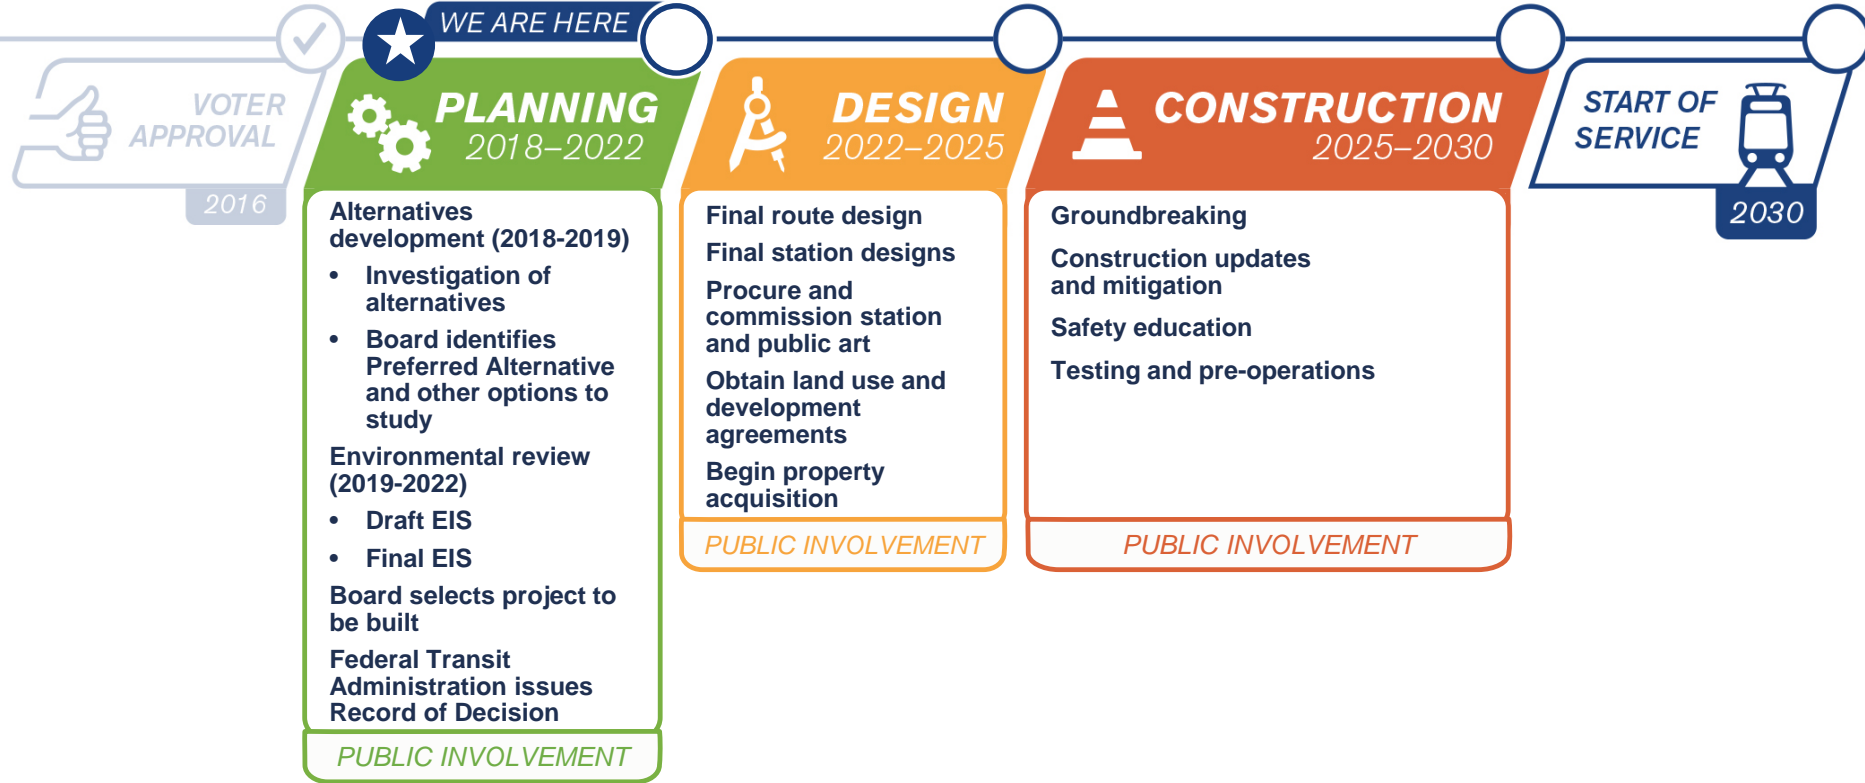 WE ARE HERE
VOTER
APPROVAL
2016
PLANNING
2018–2022
Alternatives
development (2018-2019)
• Investigation of
alternatives
• Board identifies
Preferred Alternative
and other options to
study
Environmental review
(2019-2022)
• Draft EIS
• Final EIS
Board selects project to
be built
Federal Transit
Administration issues
Record of Decision
PUBLIC INVOLVEMENT
DESIGN
2022–2025
Final route design
Final station designs
Procure and
commission station
and public art
Obtain land use and
development
agreements
Begin property
acquisition
PUBLIC INVOLVEMENT
CONSTRUCTION
2025–2030
Groundbreaking
Construction updates
and mitigation
Safety education
Testing and pre-operations
PUBLIC INVOLVEMENT
START OF
SERVICE
2030